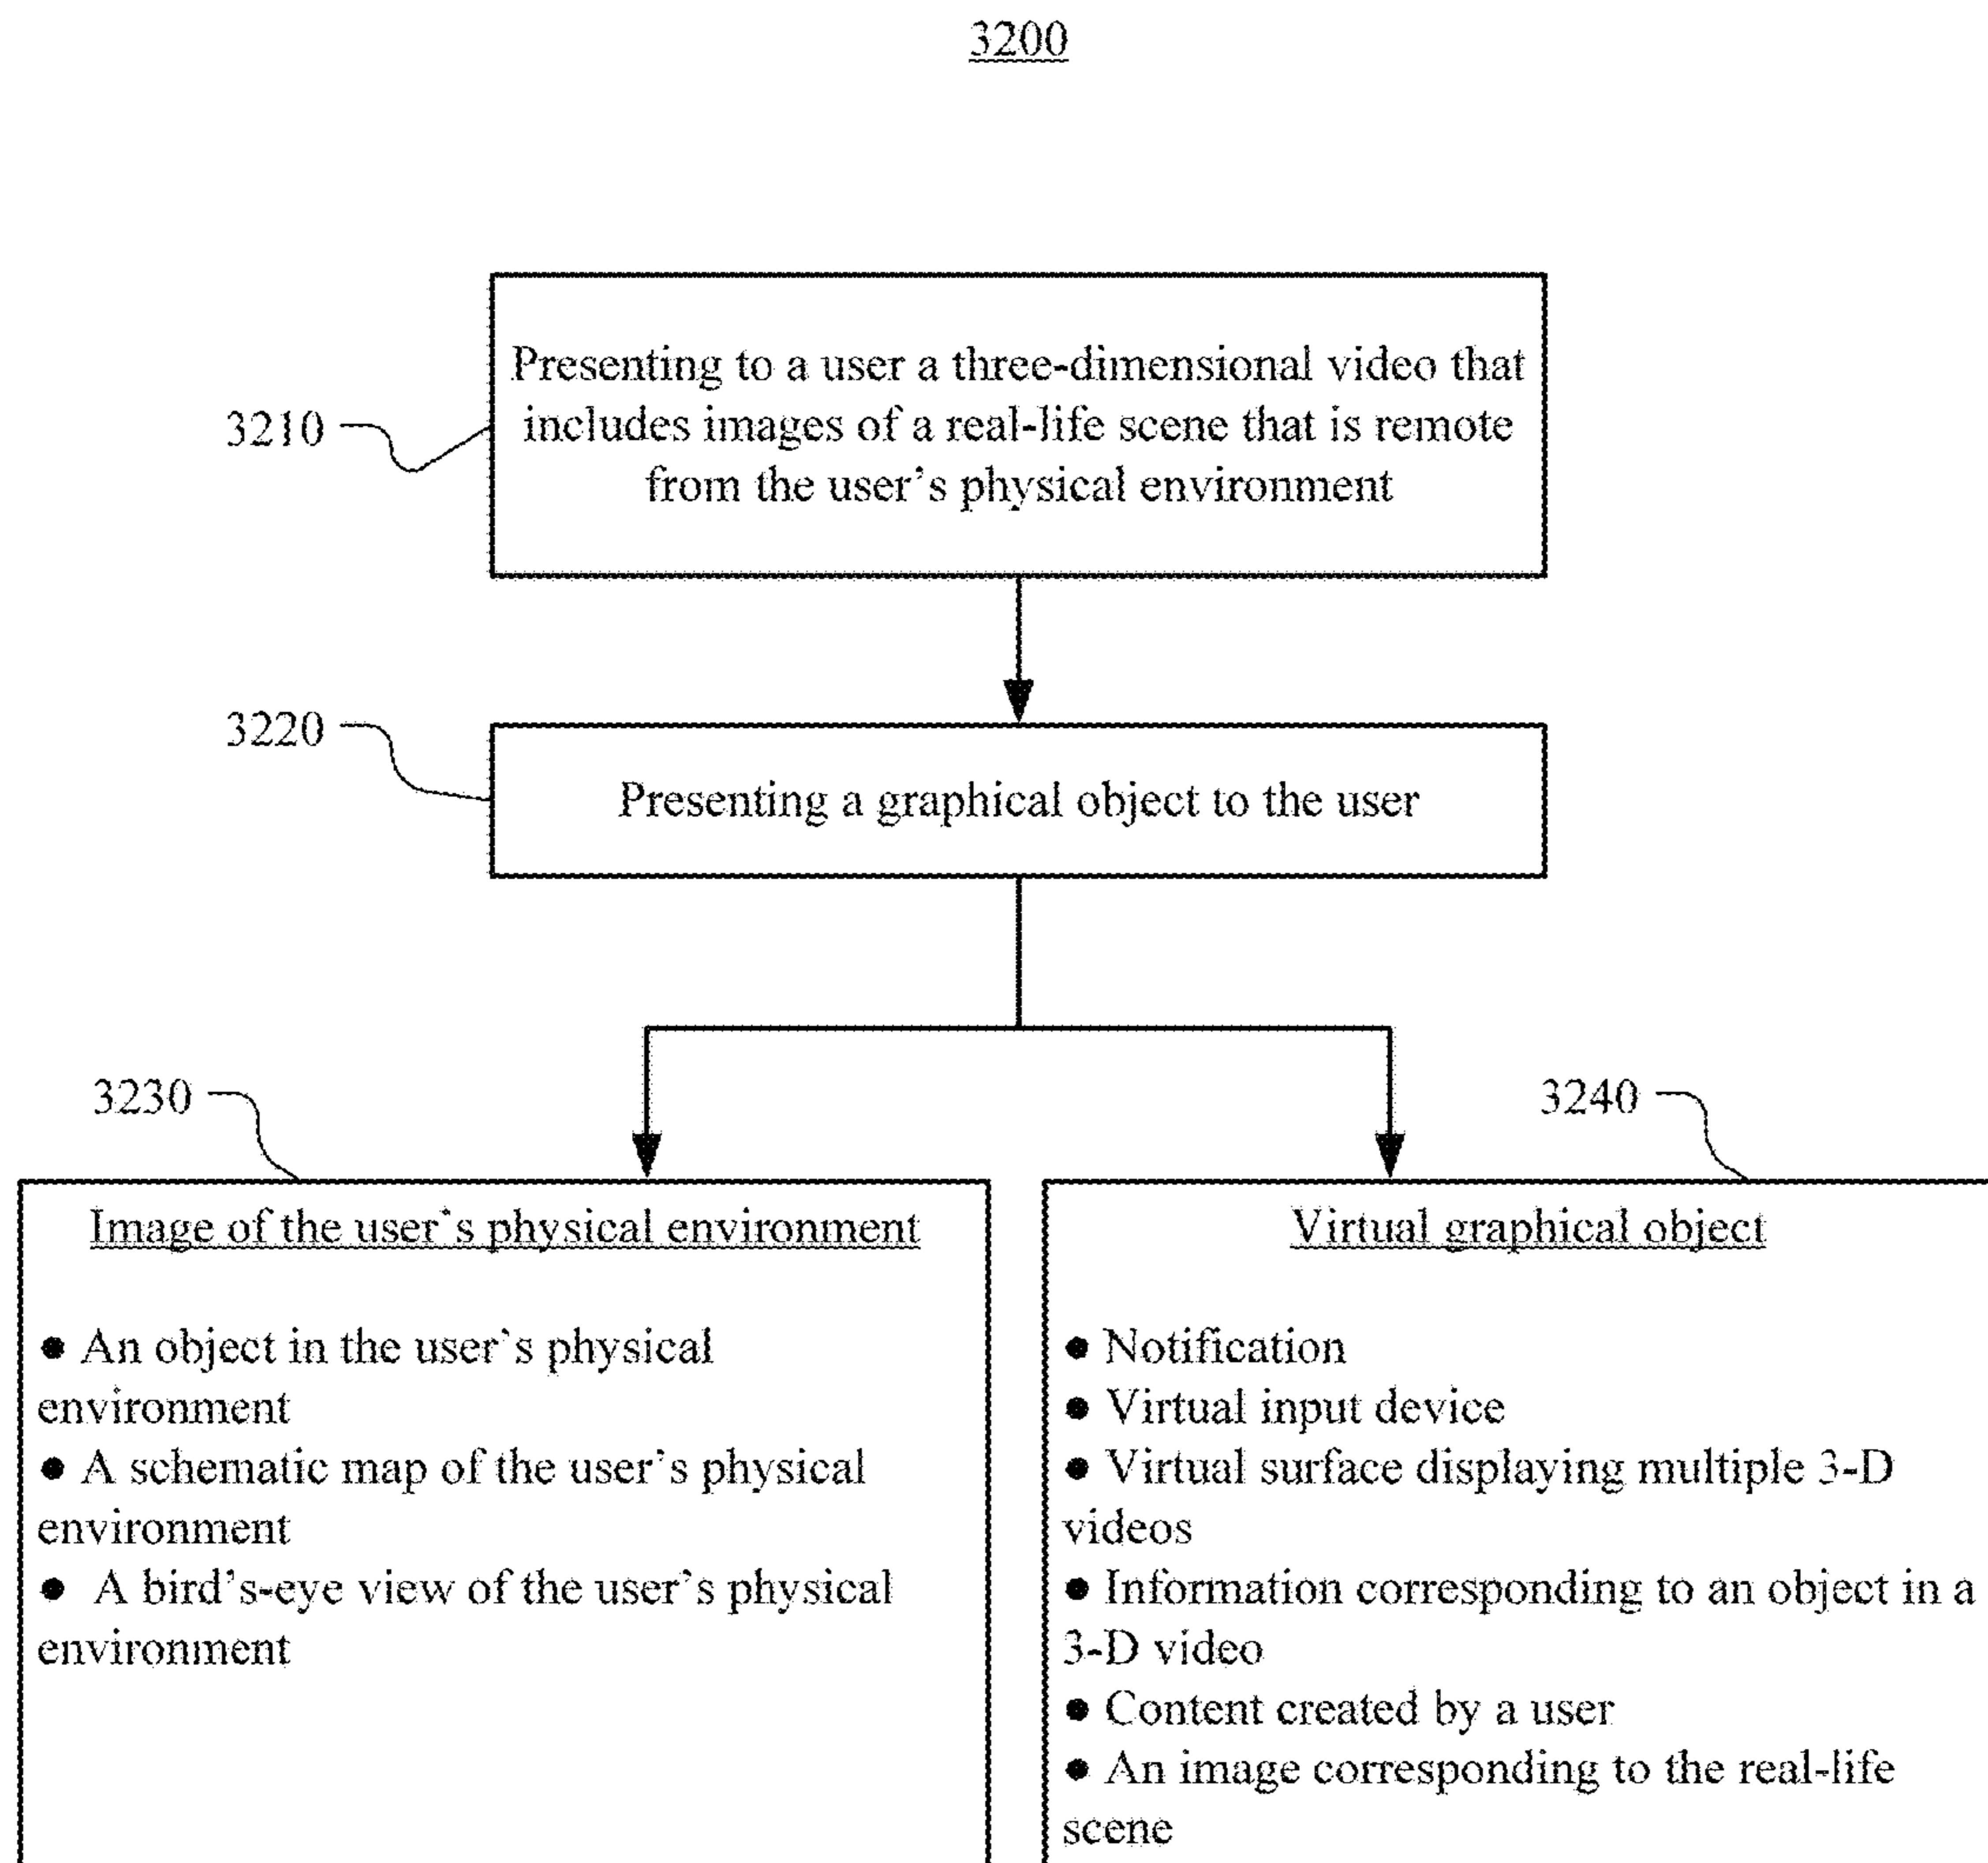 3200
3210
Presenting to a user a three-dimensional video that
includes images of a real-life scene that is remote
from the user's physical environment
3220
Presenting a graphical object to the user
3230
3240
Image of the user's physical environment
● An object in the user's physical
environment
● A schematic map of the user's physical
environment
● A bird's-eye view of the user's physical
environment
Virtual graphical object
● Notification
● Virtual input device
● Virtual surface displaying multiple 3-D
videos
● Information corresponding to an object in a
3-D video
● Content created by a user
● An image corresponding to the real-life
scene